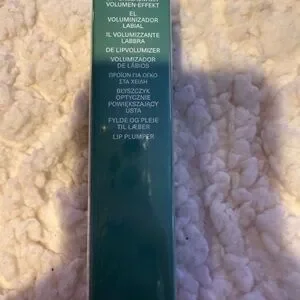 VOLUMEN-EFFEKT
EL
VOLUMINIZADOR
LABIAL
IL VOLUMIZZANTE
LABBRA
DE LIPVOLUMIZER
VOLUMIZADOR
DE LÁBIOS
ΠΡΟΪΟΝ ΓΙΑ ΟΓΚΟ
ΣΤΑ ΧΕΙΛΗ
BŁYSZCZYK
OPTYCZNIE
POWIĘKSZAJĄCY
USTA
FYLDE OG PLEJE
TIL LÆBER
LIP PLUMPER